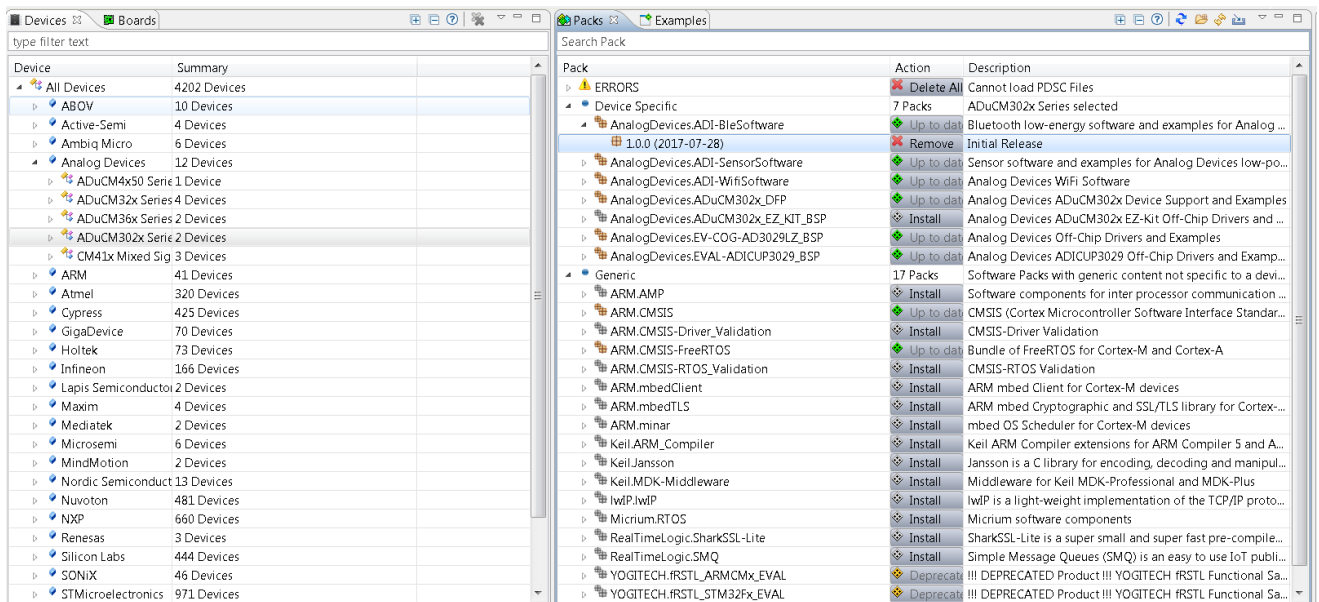 Devices Boards
type filter text
Device Summary
All Devices 4202 Devices
ABOV 10 Devices
Active-Semi 4 Devices
Ambiq Micro 6 Devices
Analog Devices 12 Devices
ADuCM4x50 Serie 1 Device
ADuCM32x Series 4 Devices
ADuCM36x Series 2 Devices
ADuCM302x Serie 2 Devices
CM41x Mixed Sig 3 Devices
ARM 41 Devices
Atmel 320 Devices
Cypress 425 Devices
GigaDevice 70 Devices
Holtek 73 Devices
Infineon 166 Devices
Lapis Semiconductor 2 Devices
Maxim 4 Devices
Mediatek 2 Devices
Microsemi 6 Devices
MindMotion 2 Devices
Nordic Semiconduct 13 Devices
Nuvoton 481 Devices
NXP 660 Devices
Renesas 3 Devices
Silicon Labs 444 Devices
SONiX 46 Devices
STMicroelectronics 971 Devices
Packs Examples
Search Pack
Pack Action Description
ERRORS Delete All Cannot load PDSC Files
Device Specific 7 Packs ADuCM302x Series selected
AnalogDevices.ADI-BleSoftware Up to dat Bluetooth low-energy software and examples for Analog ...
1.0.0 (2017-07-28) Remove Initial Release
AnalogDevices.ADI-SensorSoftware Up to dat Sensor software and examples for Analog Devices low-po...
AnalogDevices.ADI-WifiSoftware Up to dat Analog Devices WiFi Software
AnalogDevices.ADuCM302x_DFP Up to dat Analog Devices ADuCM302x Device Support and Examples
AnalogDevices.ADuCM302x_EZ_KIT_BSP Install Analog Devices ADuCM302x EZ-Kit Off-Chip Drivers and ...
AnalogDevices.EV-COG-AD3029LZ_BSP Up to dat Analog Devices Off-Chip Drivers and Examples
AnalogDevices.EVAL-ADICUP3029_BSP Up to dat Analog Devices ADICUP3029 Off-Chip Drivers and Examp...
Generic 17 Packs Software Packs with generic content not specific to a devi...
ARM.AMP Install Software components for inter processor communication ...
ARM.CMSIS Up to dat CMSIS (Cortex Microcontroller Software Interface Standar...
ARM.CMSIS-Driver_Validation Install CMSIS-Driver Validation
ARM.CMSIS-FreeRTOS Up to dat Bundle of FreeRTOS for Cortex-M and Cortex-A
ARM.CMSIS-RTOS_Validation Install CMSIS-RTOS Validation
ARM.mbedClient Install ARM mbed Client for Cortex-M devices
ARM.mbedTLS Install ARM mbed Cryptographic and SSL/TLS library for Cortex-...
ARM.minar Install mbed OS Scheduler for Cortex-M devices
Keil.ARM_Compiler Install Keil ARM Compiler extensions for ARM Compiler 5 and A...
Keil.Jansson Install Jansson is a C library for encoding, decoding and manipul...
Keil.MDK-Middleware Install Middleware for Keil MDK-Professional and MDK-Plus
lwIP.lwIP Install lwIP is a light-weight implementation of the TCP/IP proto...
Micrium.RTOS Install Micrium software components
RealTimeLogic.SharkSSL-Lite Install SharkSSL-Lite is a super small and super fast pre-compile...
RealTimeLogic.SMQ Install Simple Message Queues (SMQ) is an easy to use IoT publi...
YOGITECH.fRSTL_ARMCMx_EVAL Deprecate !!! DEPRECATED Product !!! YOGITECH fRSTL Functional Sa...
YOGITECH.fRSTL_STM32Fx_EVAL Deprecate !!! DEPRECATED Product !!! YOGITECH fRSTL Functional Sa...